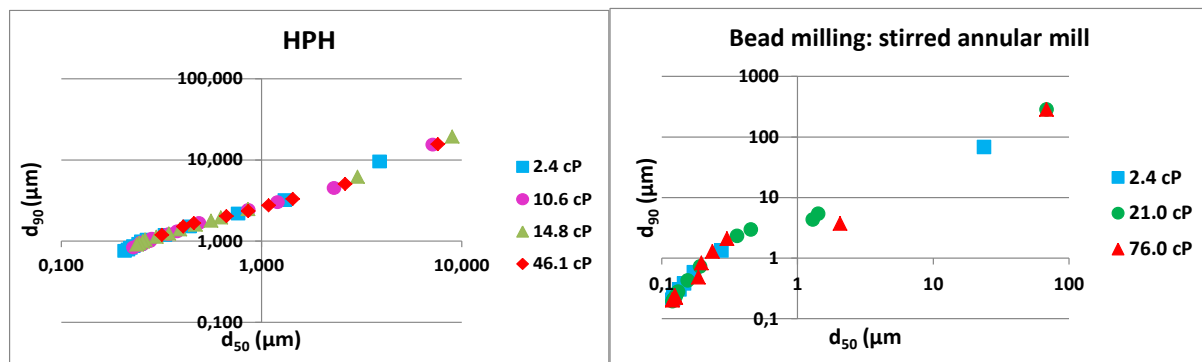 HPH
100,000
10,000
1,000
0,100
0,100
1,000
10,000
d90 (µm)
d50 (µm)
2.4 cP
10.6 cP
14.8 cP
46.1 cP
Bead milling: stirred annular mill
1000
100
10
1
0,1
0,1
1
10
100
d90 (µm)
d50 (µm
2.4 cP
21.0 cP
76.0 cP